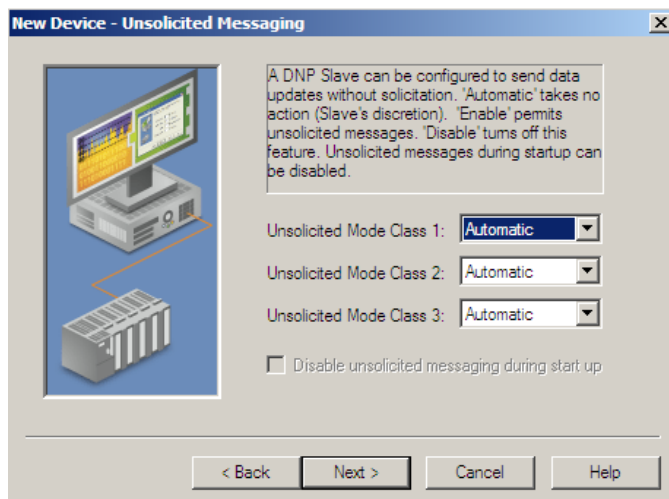 New Device - Unsolicited Messaging
A DNP Slave can be configured to send data
updates without solicitation. 'Automatic' takes no
action (Slave's discretion). 'Enable' permits
unsolicited messages. 'Disable' turns off this
feature. Unsolicited messages during startup can
be disabled.
Unsolicited Mode Class 1: Automatic
Unsolicited Mode Class 2: Automatic
Unsolicited Mode Class 3: Automatic
Disable unsolicited messaging during start up
< Back Next > Cancel Help